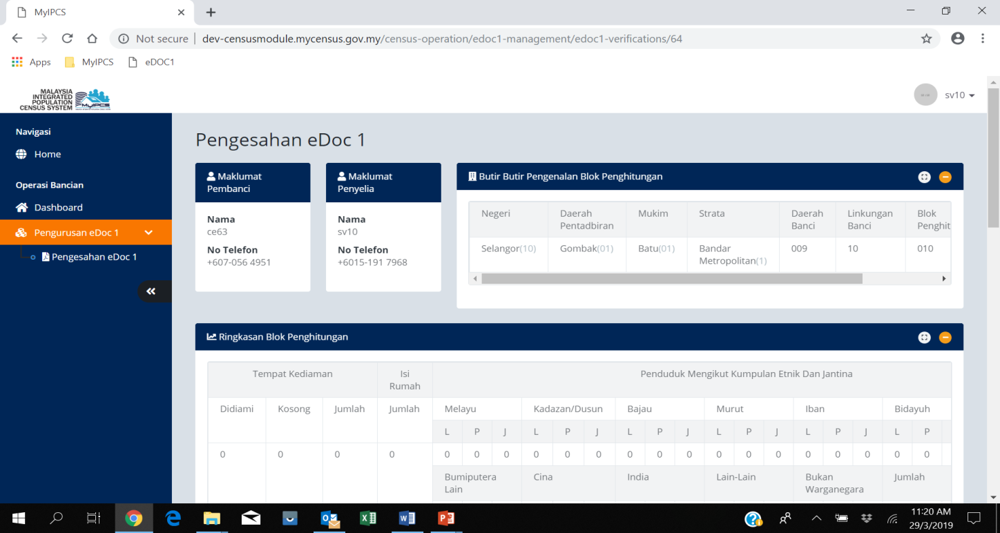 MyIPCS
Not secure | dev-censusmodule.mycensus.gov.my/census-operation/edoc1-management/edoc1-verifications/64
Apps MyIPCS eDOC1
MALAYSIA
INTEGRATED
POPULATION
CENSUS SYSTEM
MyIPCS
sv10
Navigasi
Home
Operasi Bancian
Dashboard
Pengurusan eDoc 1
Pengesahan eDoc 1
Pengesahan eDoc 1
Maklumat
Pembanci
Nama
ce63
No Telefon
+607-056 4951
Maklumat
Penyelia
Nama
sv10
No Telefon
+6015-191 7968
Butir Butir Pengenalan Blok Penghitungan
Negeri Daerah Pentadbiran Mukim Strata Daerah Banci Linkungan Banci Blok Penghit
Selangor(10) Gombak(01) Batu(01) Bandar Metropolitan(1) 009 10 010
Ringkasan Blok Penghitungan
Tempat Kediaman Isi Rumah Penduduk Mengikut Kumpulan Etnik Dan Jantina
Didiami Kosong Jumlah Jumlah Melayu Kadazan/Dusun Bajau Murut Iban Bidayuh
L P J L P J L P J L P J L P J L P
0 0 0 0 0 0 0 0 0 0 0 0 0 0 0 0 0 0 0 0 0
Bumiputera Lain Cina India Lain-Lain Bukan Warganegara Jumlah
11:20 AM
29/3/2019